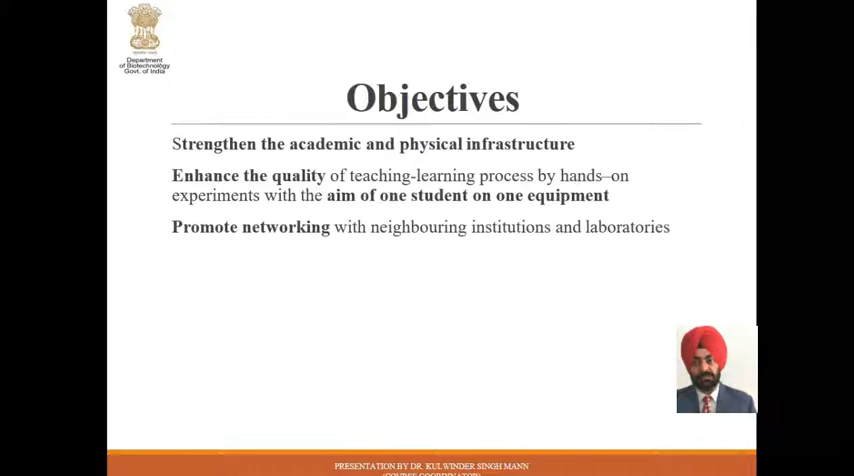 Department
of Biotechnology
Govt. of India
Objectives
Strengthen the academic and physical infrastructure
Enhance the quality of teaching-learning process by hands–on
experiments with the aim of one student on one equipment
Promote networking with neighbouring institutions and laboratories
PRESENTATION BY DR. KULWINDER SINGH MANN
(COURSE COORDINATOR)